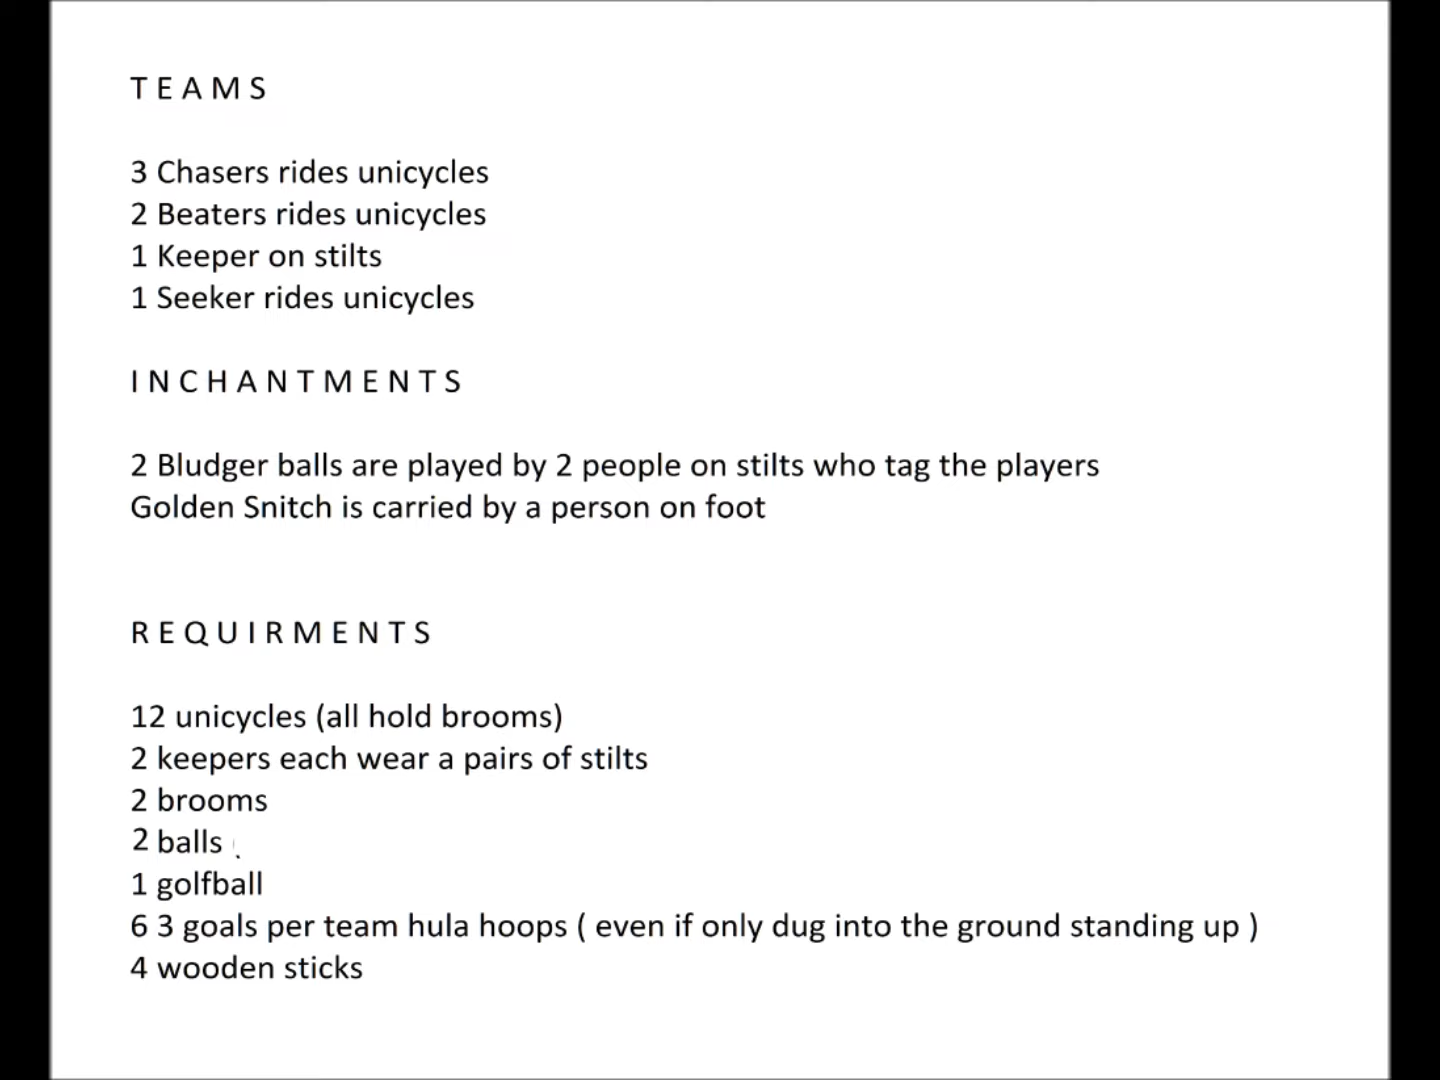 T E A M S
3 Chasers rides unicycles
2 Beaters rides unicycles
1 Keeper on stilts
1 Seeker rides unicycles
I N C H A N T M E N T S
2 Bludger balls are played by 2 people on stilts who tag the players
Golden Snitch is carried by a person on foot
R E Q U I R M E N T S
12 unicycles (all hold brooms)
2 keepers each wear a pairs of stilts
2 brooms
2 balls
1 golfball
6 3 goals per team hula hoops ( even if only dug into the ground standing up )
4 wooden sticks